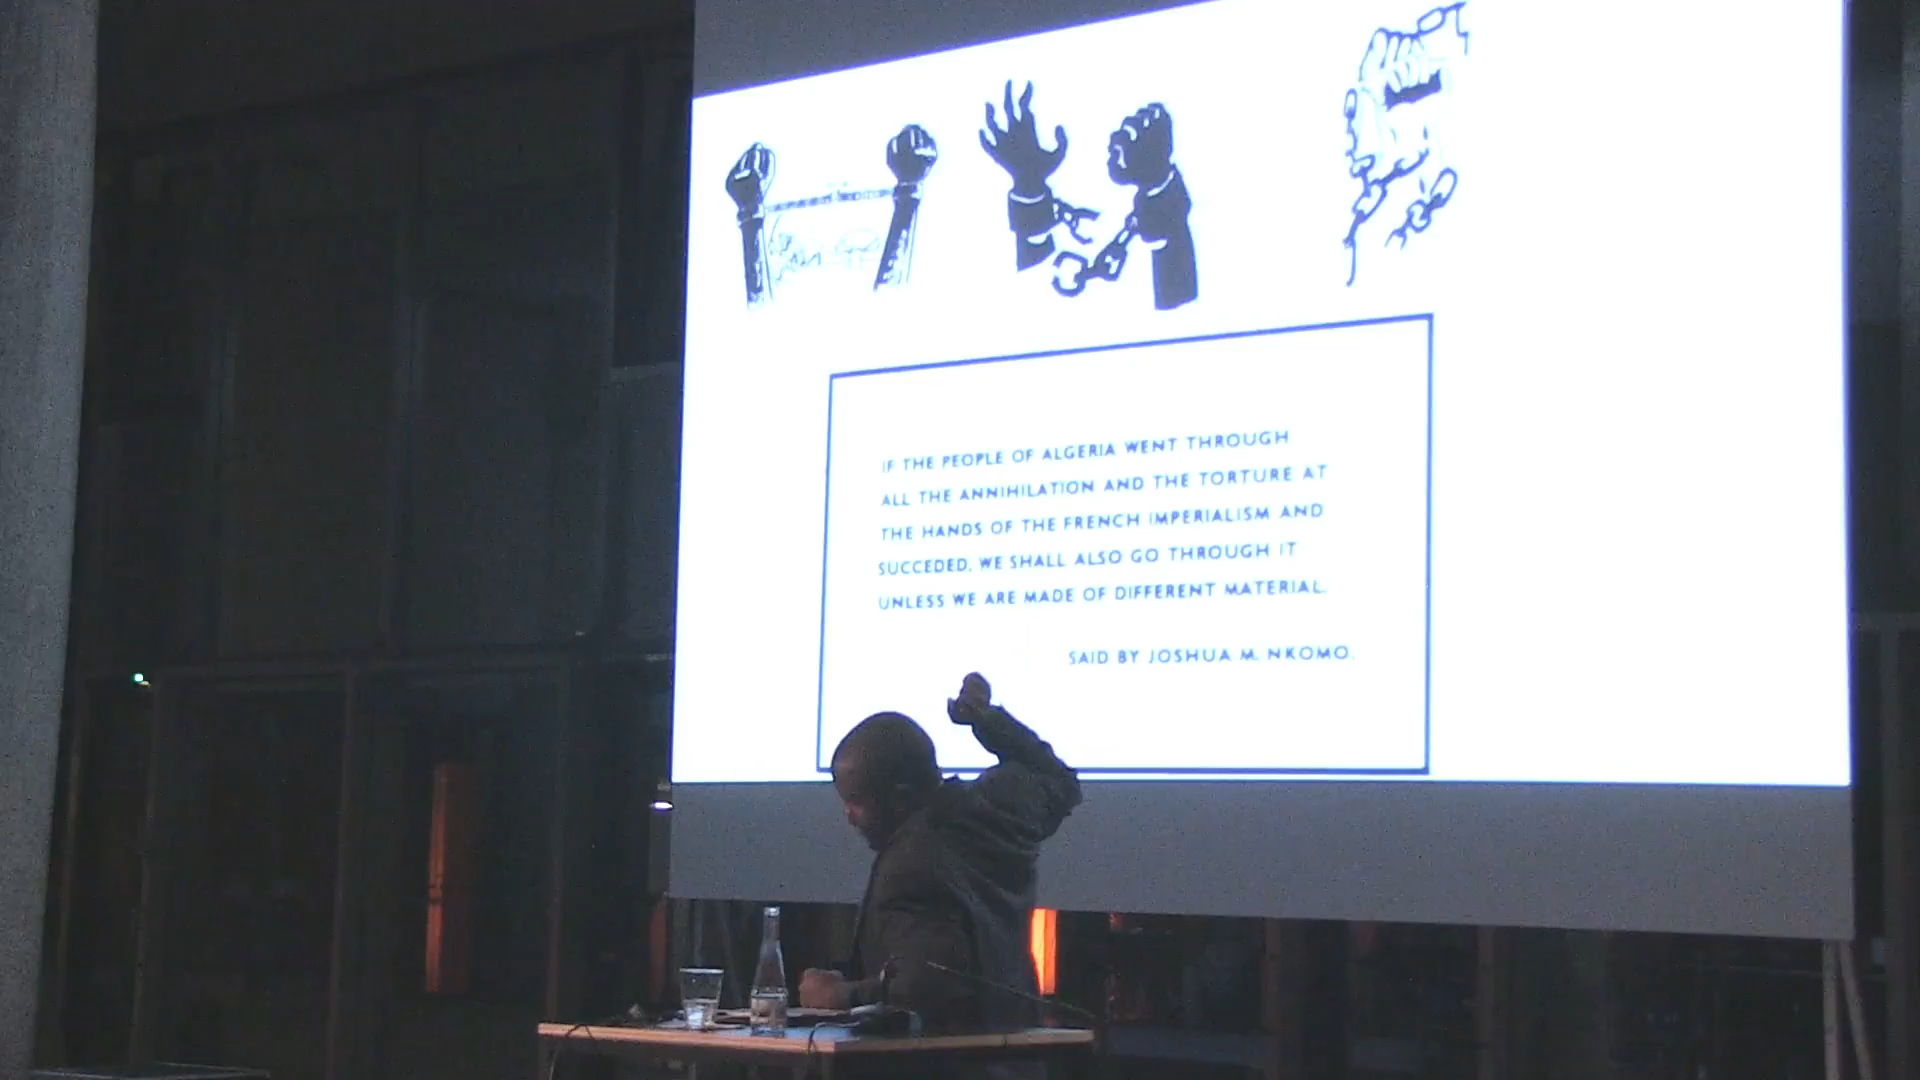 IF THE PEOPLE OF ALGERIA WENT THROUGH
ALL THE ANNIHILATION AND THE TORTURE AT
THE HANDS OF THE FRENCH IMPERIALISM AND
SUCCEDED, WE SHALL ALSO GO THROUGH IT
UNLESS WE ARE MADE OF DIFFERENT MATERIAL.
SAID BY JOSHUA M. NKOMO.